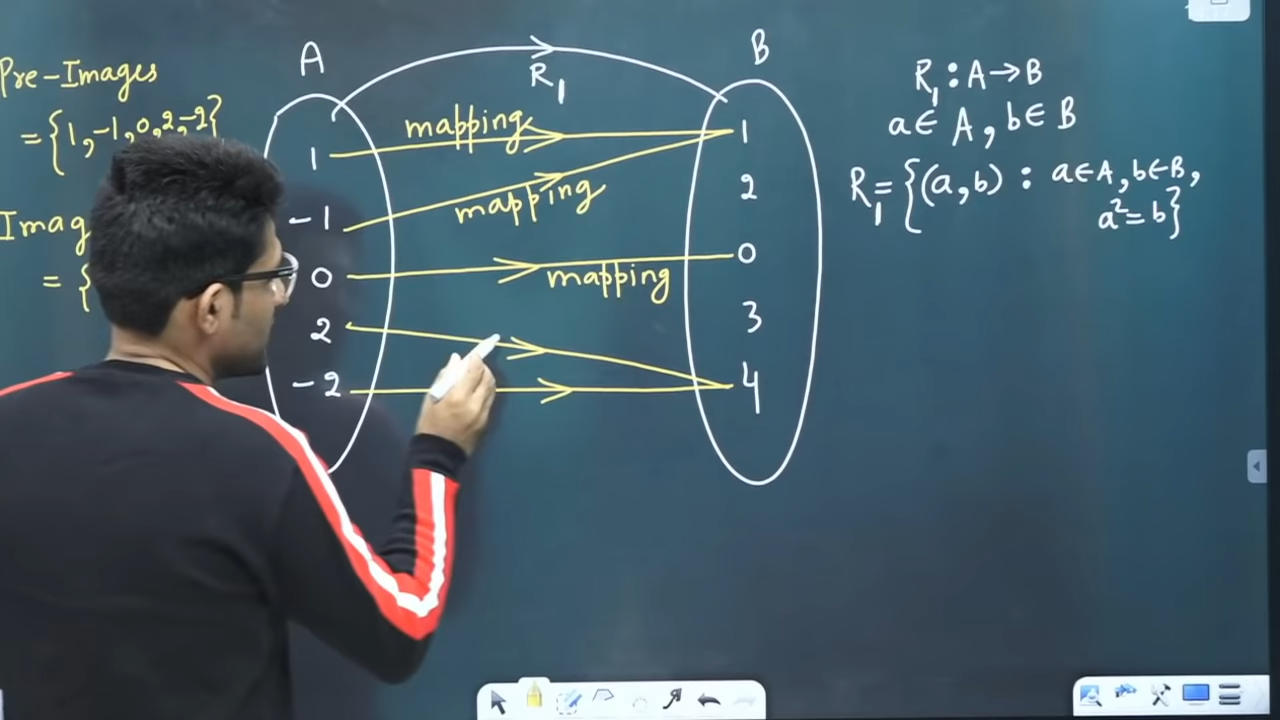 Pre-Images
= {1, -1, 0, 2, -2}
Imag
= {
A
1
-1
0
2
-2
R1
mapping
mapping
mapping
B
1
2
0
3
4
R1 : A → B
a ∈ A, b ∈ B
R1 = {(a, b) : a ∈ A, b ∈ B,
a² = b}